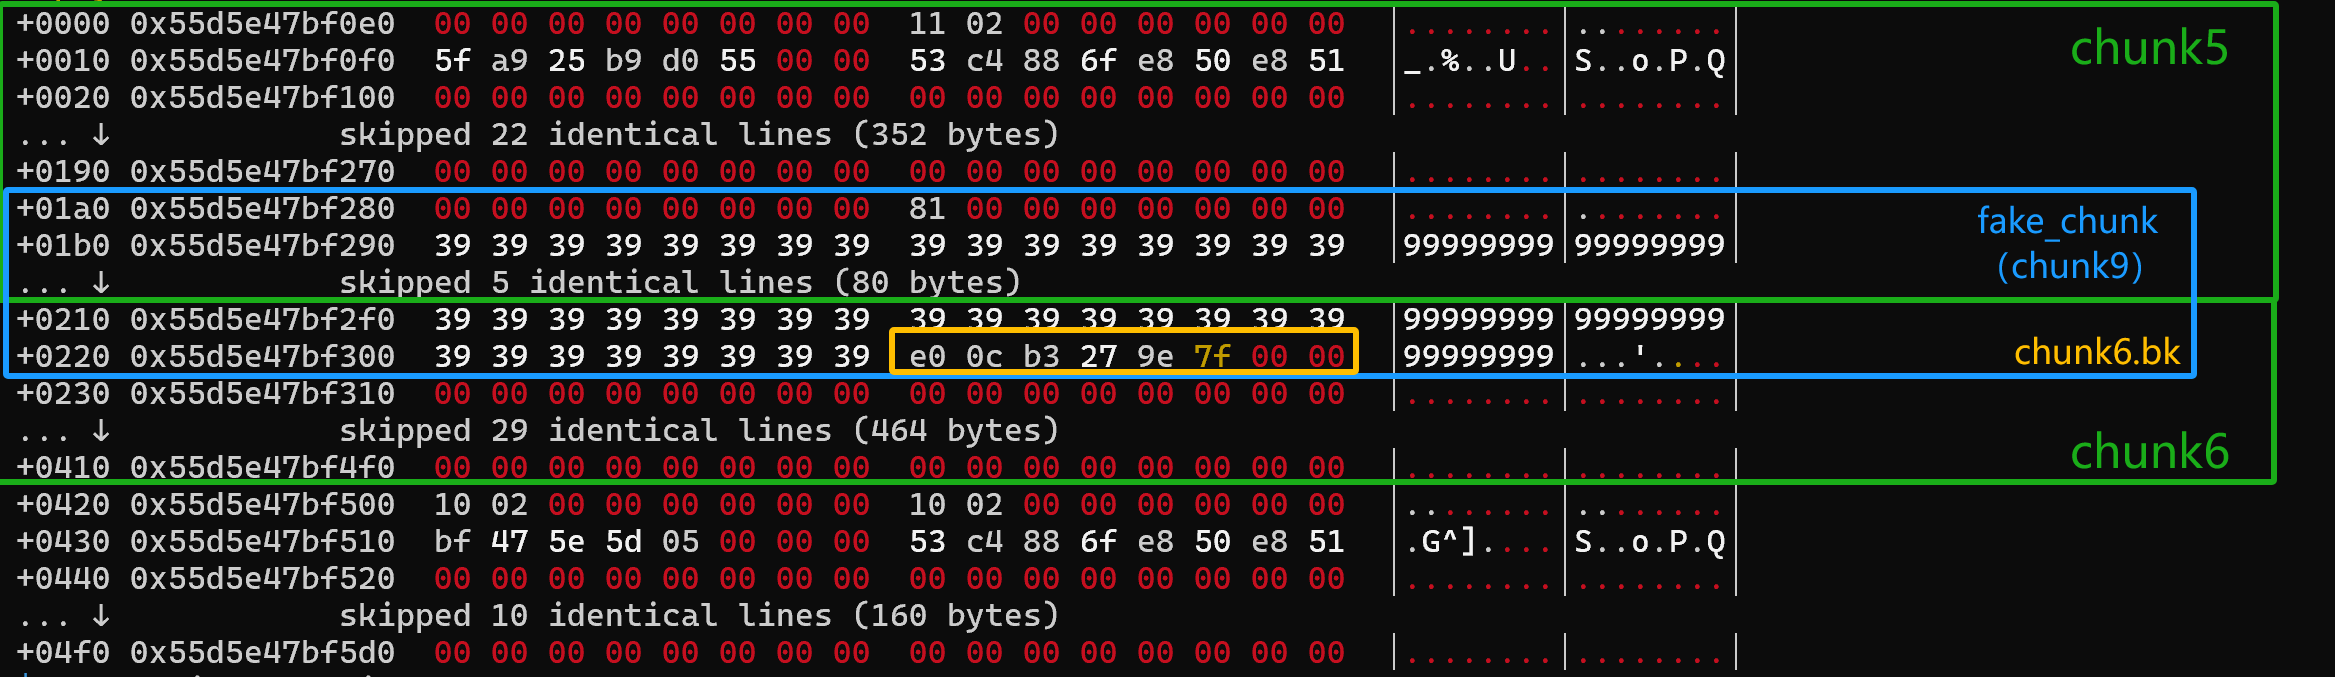 +0000 0x55d5e47bf0e0 00 00 00 00 00 00 00 00 11 02 00 00 00 00 00 00 │........│........│
chunk5
+0010 0x55d5e47bf0f0 5f a9 25 b9 d0 55 00 00 53 c4 88 6f e8 50 e8 51 │_.%..U..│S..o.P.Q│
+0020 0x55d5e47bf100 00 00 00 00 00 00 00 00 00 00 00 00 00 00 00 00 │........│........│
... ↓ skipped 22 identical lines (352 bytes)
+0190 0x55d5e47bf270 00 00 00 00 00 00 00 00 00 00 00 00 00 00 00 00 │........│........│
+01a0 0x55d5e47bf280 00 00 00 00 00 00 00 00 81 00 00 00 00 00 00 00 │........│........│
fake_chunk
+01b0 0x55d5e47bf290 39 39 39 39 39 39 39 39 39 39 39 39 39 39 39 39 │99999999│99999999│
(chunk9)
... ↓ skipped 5 identical lines (80 bytes)
+0210 0x55d5e47bf2f0 39 39 39 39 39 39 39 39 39 39 39 39 39 39 39 39 │99999999│99999999│
+0220 0x55d5e47bf300 39 39 39 39 39 39 39 39 e0 0c b3 27 9e 7f 00 00 │99999999│...'....│
chunk6.bk
+0230 0x55d5e47bf310 00 00 00 00 00 00 00 00 00 00 00 00 00 00 00 00 │........│........│
... ↓ skipped 29 identical lines (464 bytes)
chunk6
+0410 0x55d5e47bf4f0 00 00 00 00 00 00 00 00 00 00 00 00 00 00 00 00 │........│........│
+0420 0x55d5e47bf500 10 02 00 00 00 00 00 00 10 02 00 00 00 00 00 00 │........│........│
+0430 0x55d5e47bf510 bf 47 5e 5d 05 00 00 00 53 c4 88 6f e8 50 e8 51 │.G^]....│S..o.P.Q│
+0440 0x55d5e47bf520 00 00 00 00 00 00 00 00 00 00 00 00 00 00 00 00 │........│........│
... ↓ skipped 10 identical lines (160 bytes)
+04f0 0x55d5e47bf5d0 00 00 00 00 00 00 00 00 00 00 00 00 00 00 00 00 │........│........│